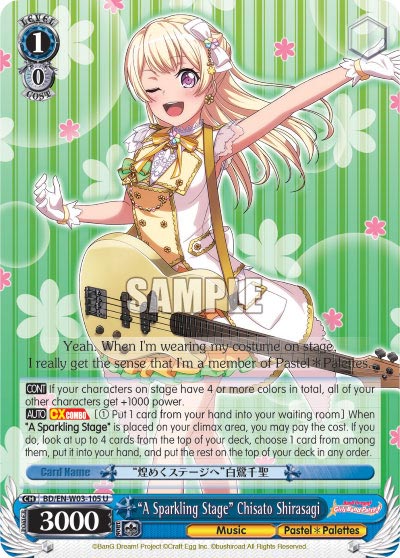 LEVEL
1
0
COST
SAMPLE
Yeah. When I'm wearing my costume on stage,
I really get the sense that I'm a member of Pastel＊Palettes.
CONT If your characters on stage have 4 or more colors in total, all of your
other characters get +1000 power.
AUTO CXCOMBO [① Put 1 card from your hand into your waiting room] When
"A Sparkling Stage" is placed on your climax area, you may pay the cost. If you
do, look at up to 4 cards from the top of your deck, choose 1 card from among
them, put it into your hand, and put the rest on the top of your deck in any order.
Card Name
“煌めくステージへ”白鷺千聖
BD/EN-W03-105 U
"A Sparkling Stage" Chisato Shirasagi
POWER
3000
Music
Pastel＊Palettes
©BanG Dream! Project ©Craft Egg Inc. ©bushiroad All Rights Reserved.